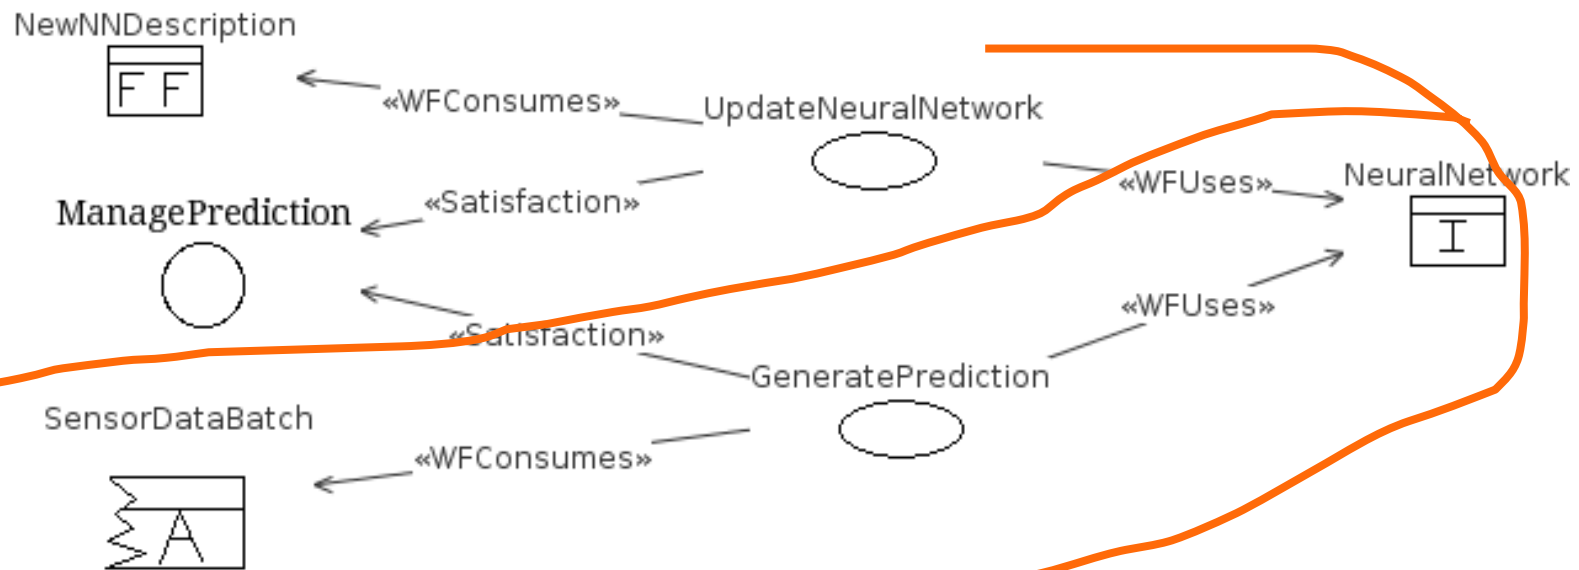 NewNNDescription
F F
«WFConsumes»
UpdateNeuralNetwork
«WFUses»
NeuralNetwork
I
«Satisfaction»
ManagePrediction
«Satisfaction»
«WFUses»
GeneratePrediction
SensorDataBatch
«WFConsumes»
A